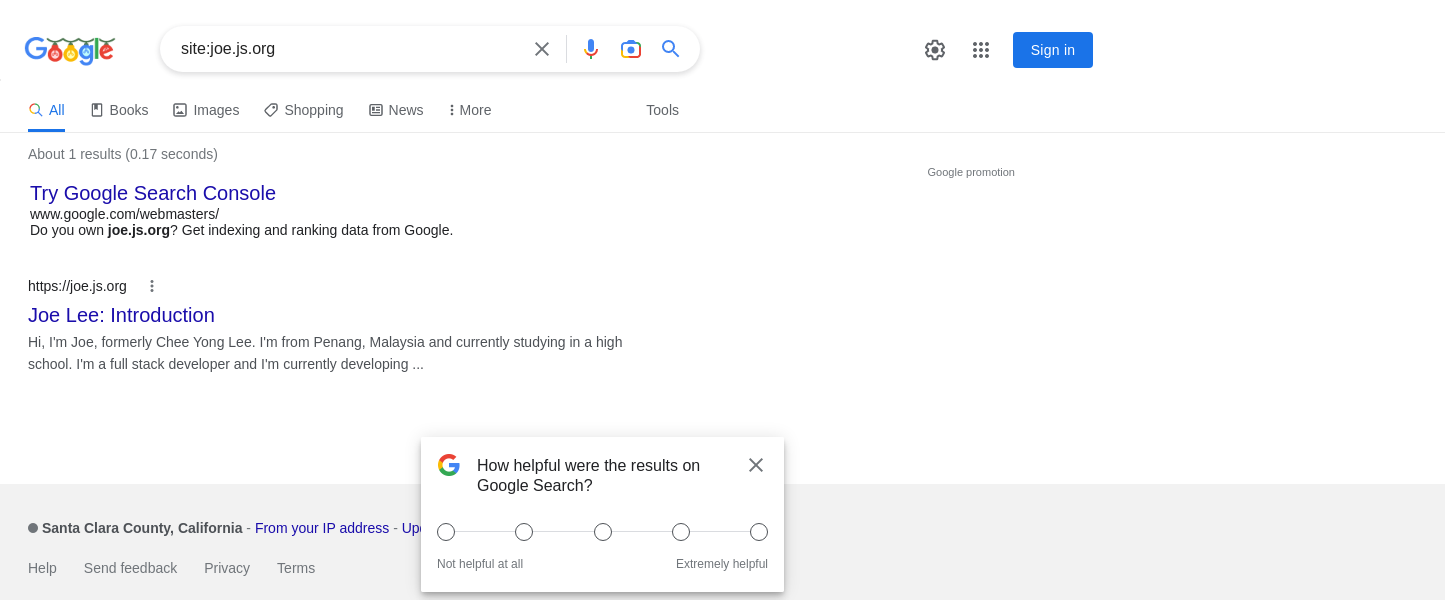 Google
site:joe.js.org
Sign in
All
Books
Images
Shopping
News
More
Tools
About 1 results (0.17 seconds)
Google promotion
Try Google Search Console
www.google.com/webmasters/
Do you own joe.js.org? Get indexing and ranking data from Google.
https://joe.js.org
Joe Lee: Introduction
Hi, I'm Joe, formerly Chee Yong Lee. I'm from Penang, Malaysia and currently studying in a high
school. I'm a full stack developer and I'm currently developing ...
How helpful were the results on
Google Search?
Not helpful at all
Extremely helpful
Santa Clara County, California - From your IP address -
Help
Send feedback
Privacy
Terms